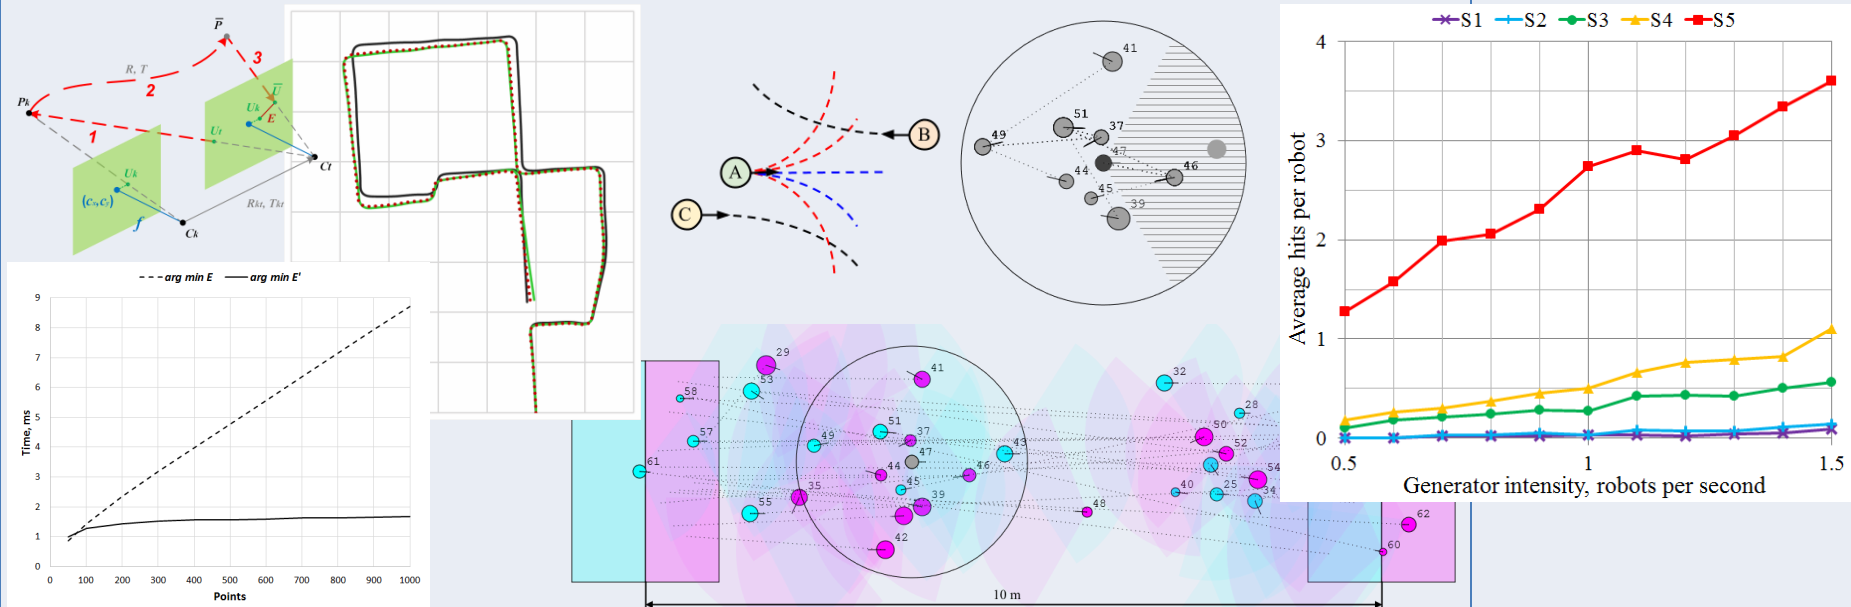 P̅
R, T
3
2
Pk
1
U̅
Uk
E
Ut
Ct
Uk
(cx,cy)
f
Rkt, Tkt
Ck
arg min E
arg min E'
Time, ms
9
8
7
6
5
4
3
2
1
0
0 100 200 300 400 500 600 700 800 900 1000
Points
A
B
C
41
51
37
49
47
46
44
45
39
29
53
58
41
32
28
51
37
49
43
50
57
47
52
61
44
46
54
35
45
40
25
34
55
39
48
42
62
60
10 m
S1 S2 S3 S4 S5
Average hits per robot
4
3
2
1
0
0.5 1 1.5
Generator intensity, robots per second